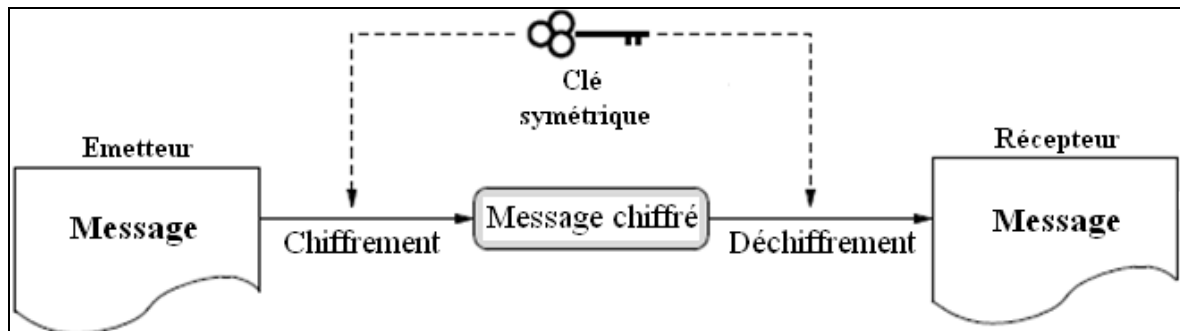 Clé
symétrique
Emetteur
Récepteur
Message
Message chiffré
Message
Chiffrement
Déchiffrement